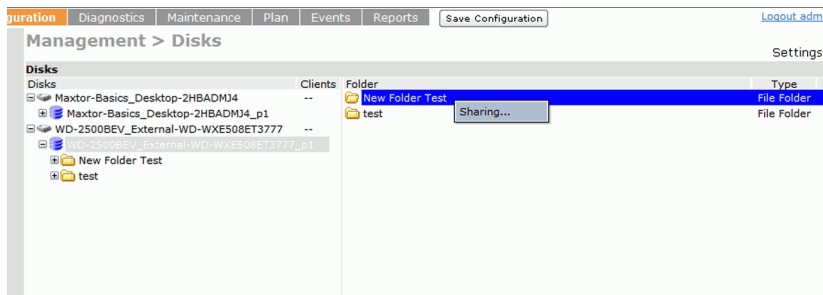 guration Diagnostics Maintenance Plan Events Reports Save Configuration Logout adm
Management > Disks
Settings
Disks
Disks Clients Folder Type
Maxtor-Basics_Desktop-2HBADMJ4 -- New Folder Test File Folder
Maxtor-Basics_Desktop-2HBADMJ4_p1 test Sharing... File Folder
WD-2500BEV_External-WD-WXE508ET3777 --
WD-2500BEV_External-WD-WXE508ET3777_p1
New Folder Test
test